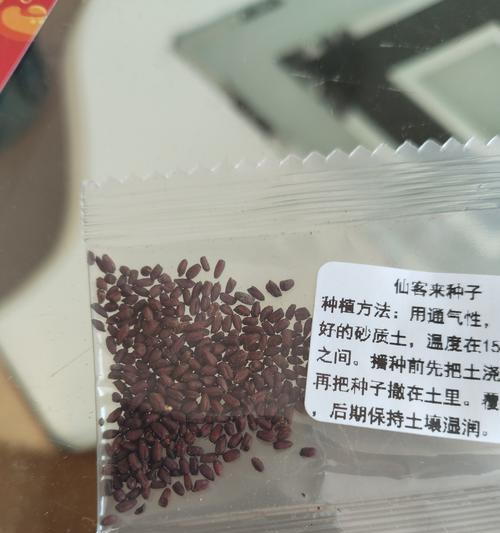 仙客来种子
种植方法：用通气性，
好的砂质土，温度在15
之间。播种前先把土浇
再把种子撒在土里。覆
，后期保持土壤湿润。